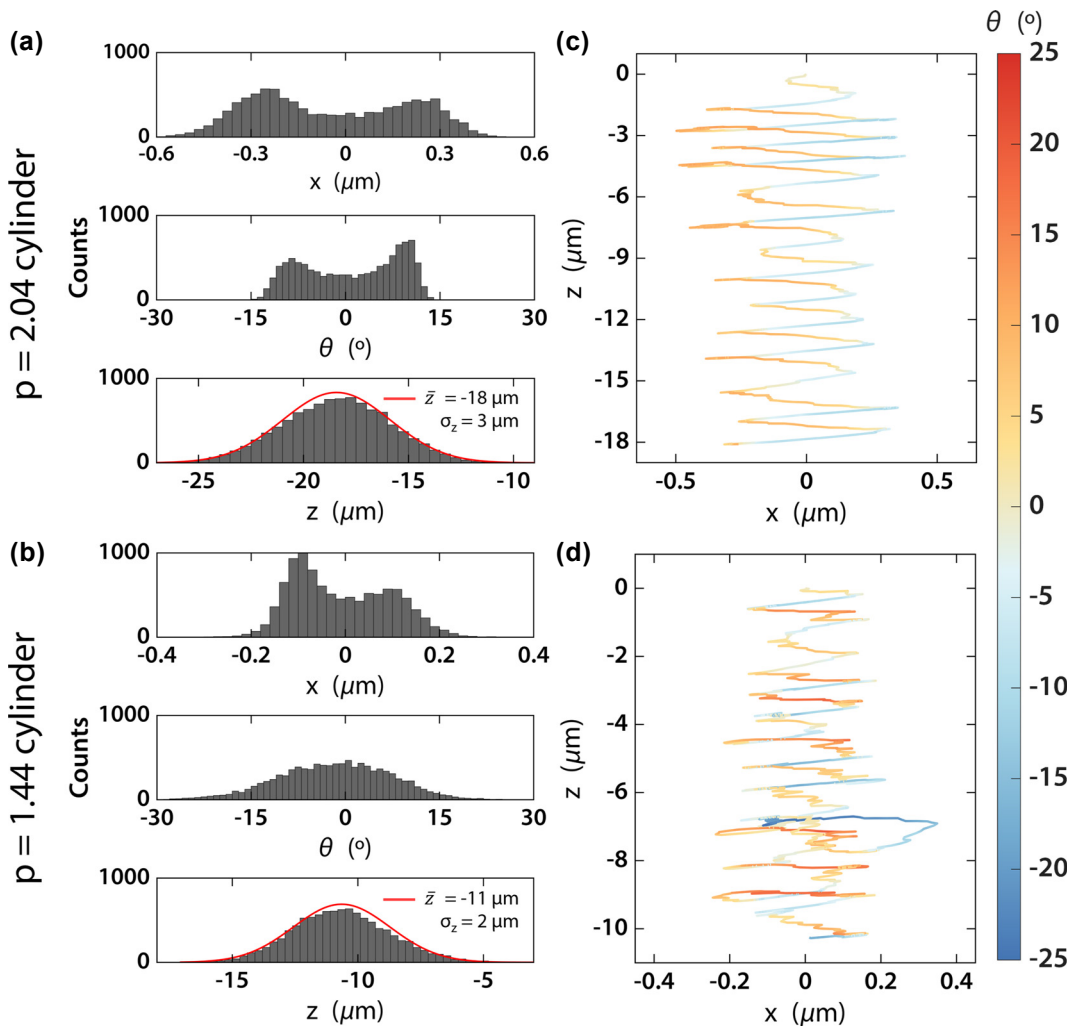 (a)
p = 2.04 cylinder
1000
0
-0.6 -0.3 0 0.3 0.6
x (μm)
Counts
1000
0
-30 -15 0 15 30
θ (°)
1000
0
z̄ = -18 μm
σz = 3 μm
-25 -20 -15 -10
z (μm)
(b)
p = 1.44 cylinder
1000
0
-0.4 -0.2 0 0.2 0.4
x (μm)
Counts
1000
0
-30 -15 0 15 30
θ (°)
1000
0
z̄ = -11 μm
σz = 2 μm
-15 -10 -5
z (μm)
(c)
z (μm)
0
-3
-6
-9
-12
-15
-18
-0.5 0 0.5
x (μm)
(d)
z (μm)
0
-2
-4
-6
-8
-10
-0.4 -0.2 0 0.2 0.4
x (μm)
θ (°)
25
20
15
10
5
0
-5
-10
-15
-20
-25